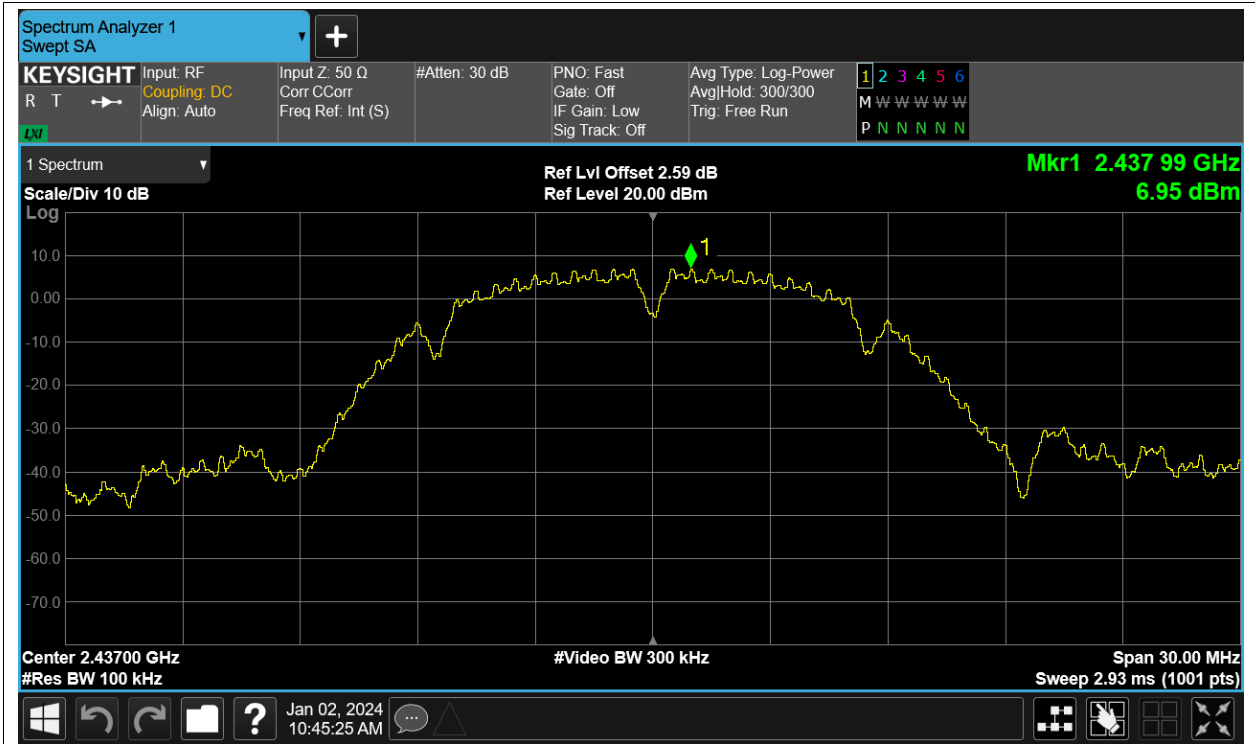 Spectrum Analyzer 1
Swept SA
KEYSIGHT
R T
LXI
Input: RF
Coupling: DC
Align: Auto
Input Z: 50 Ω
Corr CCorr
Freq Ref: Int (S)
#Atten: 30 dB
PNO: Fast
Gate: Off
IF Gain: Low
Sig Track: Off
Avg Type: Log-Power
Avg|Hold: 300/300
Trig: Free Run
1 2 3 4 5 6
M W W W W W
P N N N N N
1 Spectrum
Scale/Div 10 dB
Log
Ref Lvl Offset 2.59 dB
Ref Level 20.00 dBm
Mkr1 2.437 99 GHz
6.95 dBm
1
10.0
0.00
-10.0
-20.0
-30.0
-40.0
-50.0
-60.0
-70.0
Center 2.43700 GHz
#Res BW 100 kHz
#Video BW 300 kHz
Span 30.00 MHz
Sweep 2.93 ms (1001 pts)
?
Jan 02, 2024
10:45:25 AM